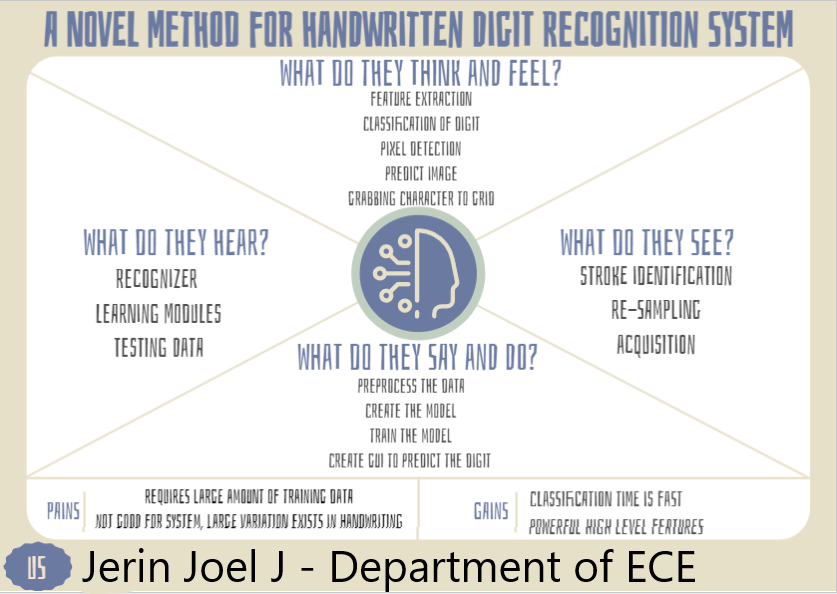 A NOVEL METHOD FOR HANDWRITTEN DIGIT RECOGNITION SYSTEM
WHAT DO THEY THINK AND FEEL?
FEATURE EXTRACTION
CLASSIFICATION OF DIGIT
PIXEL DETECTION
PREDICT IMAGE
GRABBING CHARACTER TO GRID
WHAT DO THEY HEAR?
RECOGNIZER
LEARNING MODULES
TESTING DATA
WHAT DO THEY SEE?
STROKE IDENTIFICATION
RE-SAMPLING
ACQUISITION
WHAT DO THEY SAY AND DO?
PREPROCESS THE DATA
CREATE THE MODEL
TRAIN THE MODEL
CREATE GUI TO PREDICT THE DIGIT
PAINS
REQUIRES LARGE AMOUNT OF TRAINING DATA
NOT GOOD FOR SYSTEM, LARGE VARIATION EXISTS IN HANDWRITING
GAINS
CLASSIFICATION TIME IS FAST
POWERFUL HIGH LEVEL FEATURES
US
Jerin Joel J - Department of ECE